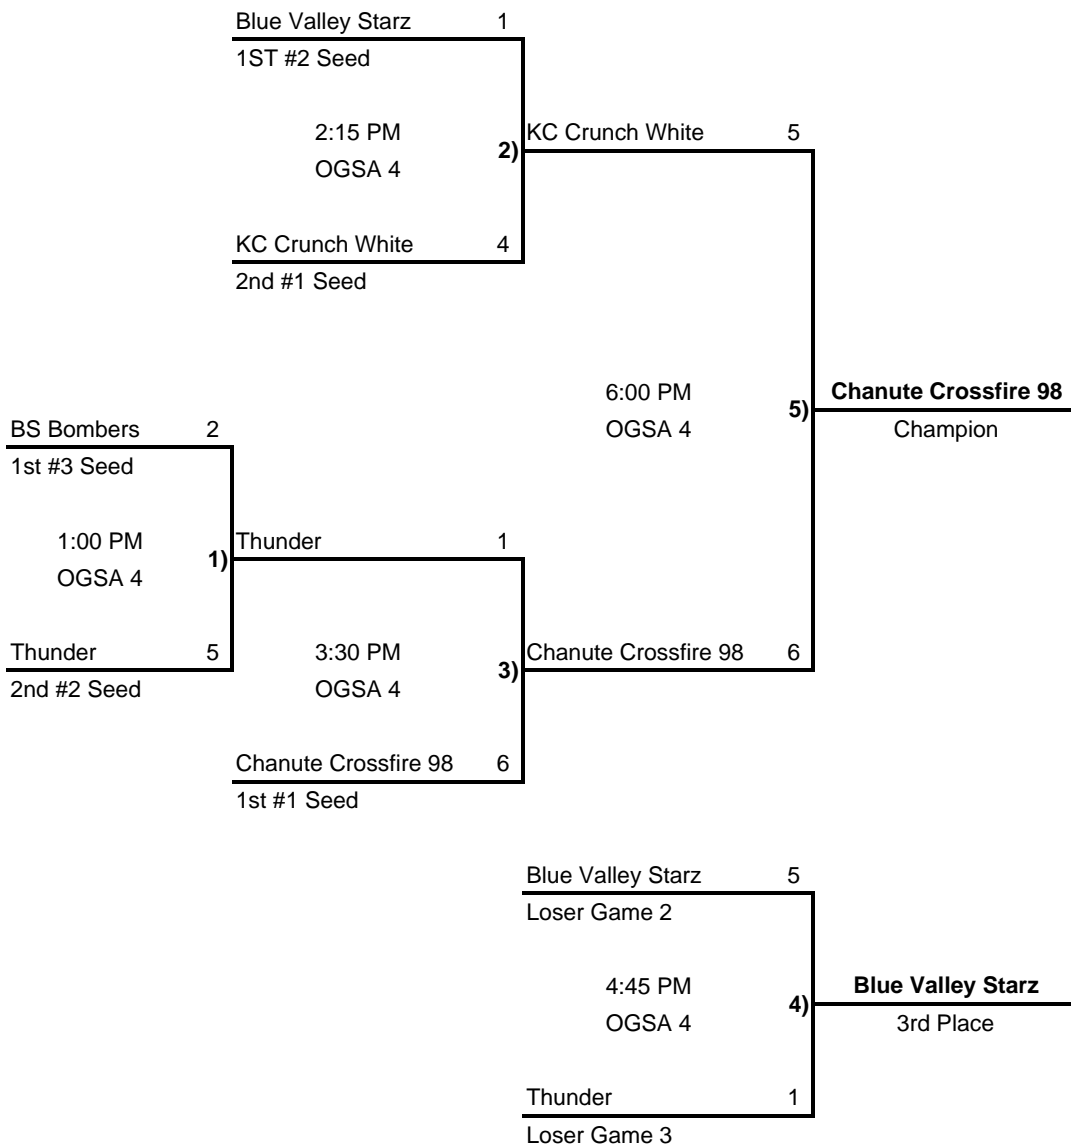 Blue Valley Starz 1
1ST #2 Seed
2:15 PM
2) KC Crunch White 5
OGSA 4
KC Crunch White 4
2nd #1 Seed
6:00 PM
5) Chanute Crossfire 98
OGSA 4
Champion
BS Bombers 2
1st #3 Seed
1:00 PM
1) Thunder 1
OGSA 4
Thunder 5
2nd #2 Seed
3:30 PM
3) Chanute Crossfire 98 6
OGSA 4
Chanute Crossfire 98 6
1st #1 Seed
Blue Valley Starz 5
Loser Game 2
4:45 PM
4) Blue Valley Starz
OGSA 4
3rd Place
Thunder 1
Loser Game 3